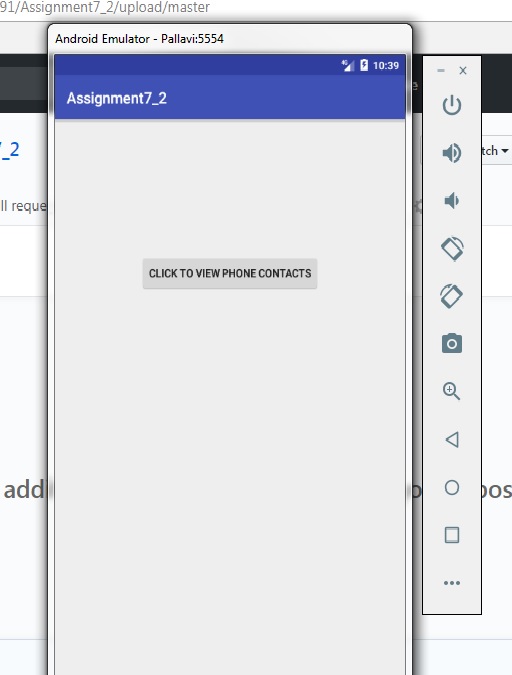 91/Assignment7_2/upload/master
Android Emulator - Pallavi:5554
10:39
Assignment7_2
_2
tch
ll reque
CLICK TO VIEW PHONE CONTACTS
add
pos